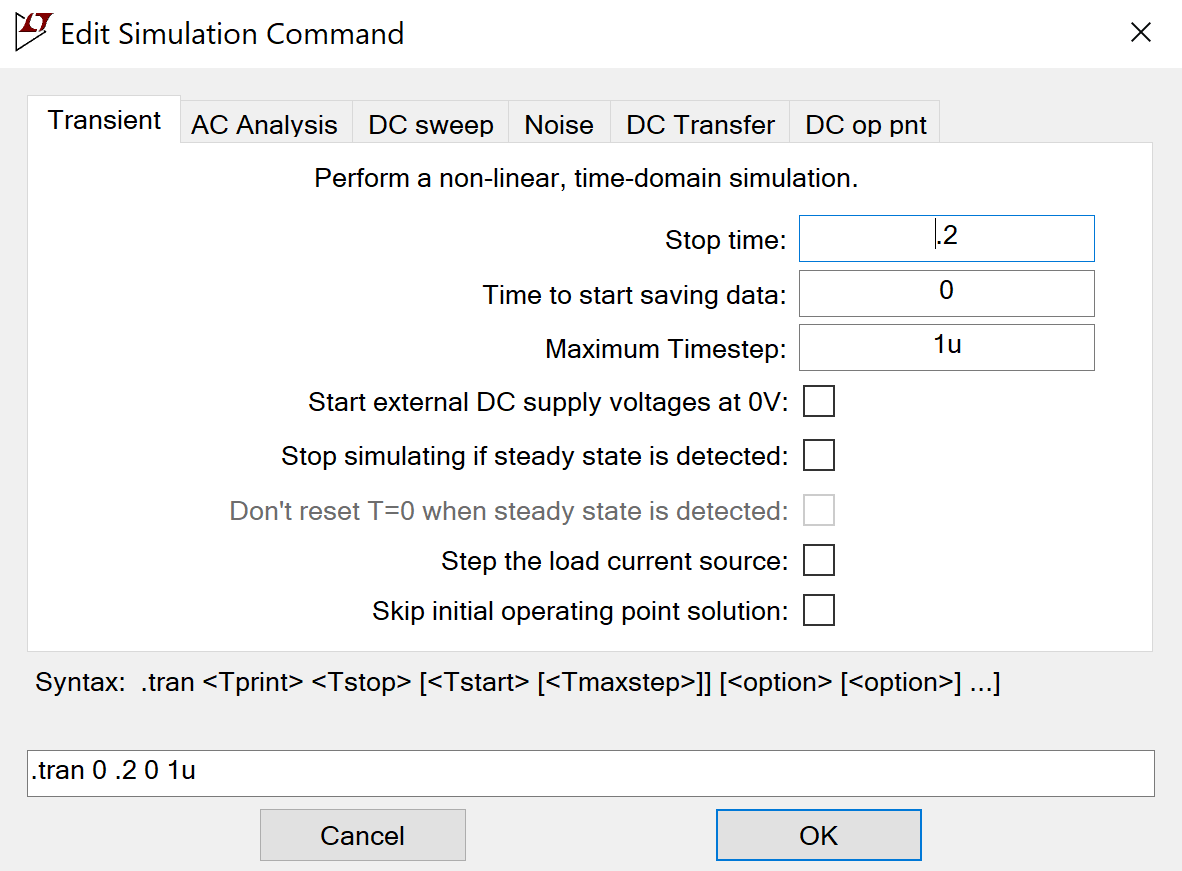 Edit Simulation Command
Transient AC Analysis DC sweep Noise DC Transfer DC op pnt
Perform a non-linear, time-domain simulation.
Stop time: .2
Time to start saving data: 0
Maximum Timestep: 1u
Start external DC supply voltages at 0V:
Stop simulating if steady state is detected:
Don't reset T=0 when steady state is detected:
Step the load current source:
Skip initial operating point solution:
Syntax: .tran <Tprint> <Tstop> [<Tstart> [<Tmaxstep>]] [<option> [<option>] ...]
.tran 0 .2 0 1u
Cancel OK